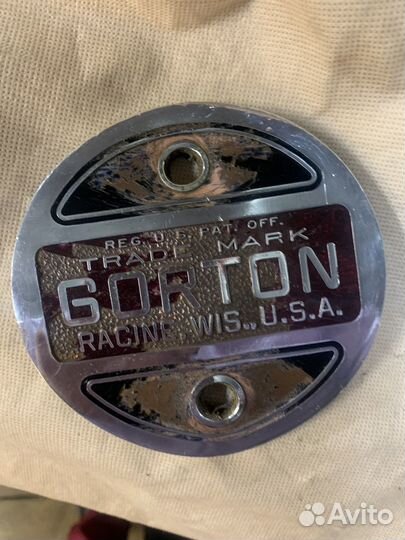 REG. U.S. PAT. OFF.
TRADE MARK
GORTON
RACINE, WIS., U.S.A.
Avito